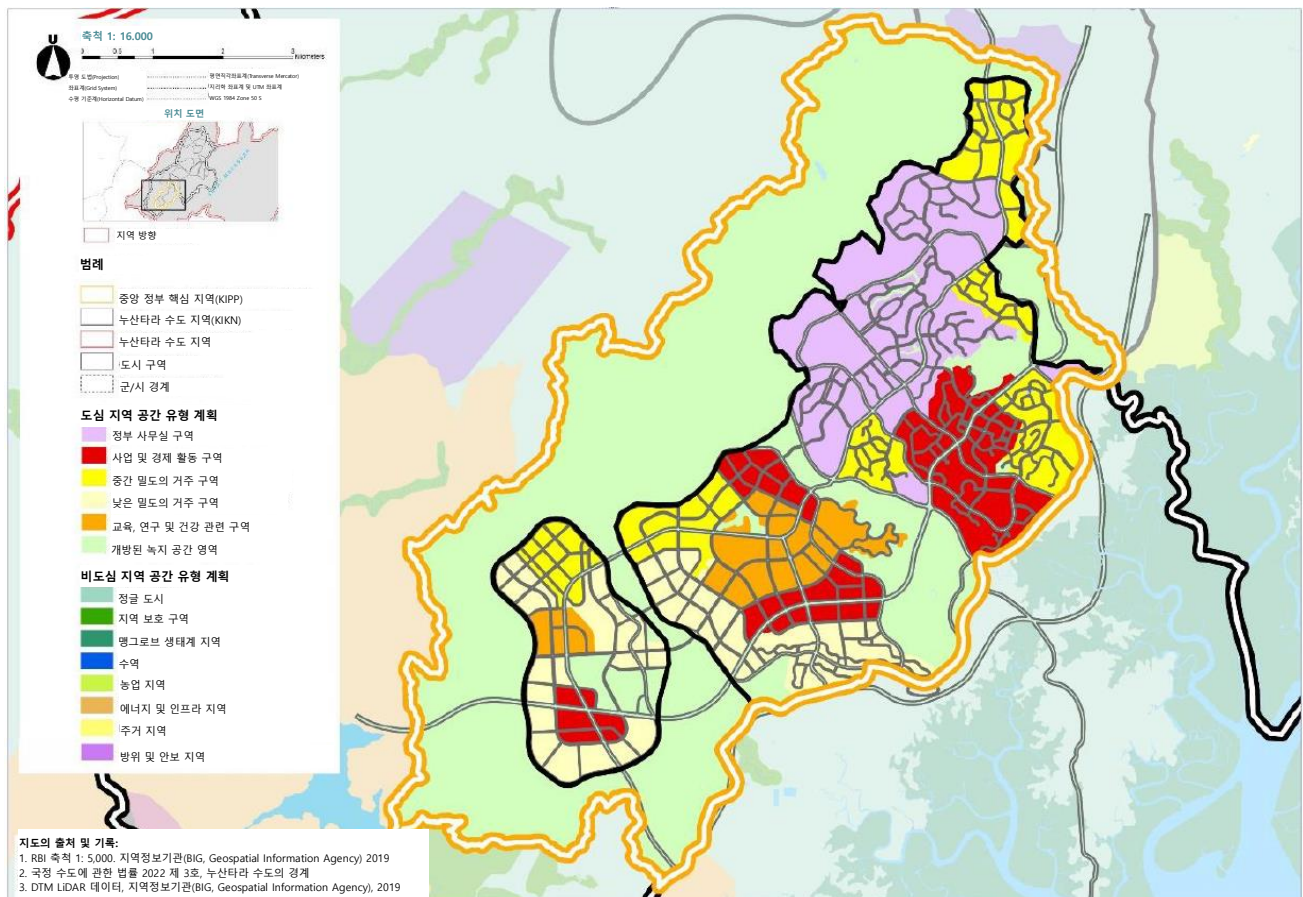 축척 1: 16.000
U
0 0.5 1 2 3
Kilometers
투명 도법(Projection) 평면직각좌표계(Transverse Mercator)
좌표계(Grid System) 지리학 좌표계 및 UTM 좌표계
수평 기준계(Horizontal Datum) WGS 1984 Zone 50 S
위치 도면
지역 방향
범례
중앙 정부 핵심 지역(KIPP)
누산타라 수도 지역(KIKN)
누산타라 수도 지역
도시 구역
군/시 경계
도심 지역 공간 유형 계획
정부 사무실 구역
사업 및 경제 활동 구역
중간 밀도의 거주 구역
낮은 밀도의 거주 구역
교육, 연구 및 건강 관련 구역
개방된 녹지 공간 영역
비도심 지역 공간 유형 계획
정글 도시
지역 보호 구역
맹그로브 생태계 지역
수역
농업 지역
에너지 및 인프라 지역
주거 지역
방위 및 안보 지역
지도의 출처 및 기록:
1. RBI 축척 1: 5,000. 지역정보기관(BIG, Geospatial Information Agency) 2019
2. 국정 수도에 관한 법률 2022 제 3호, 누산타라 수도의 경계
3. DTM LiDAR 데이터, 지역정보기관(BIG, Geospatial Information Agency), 2019